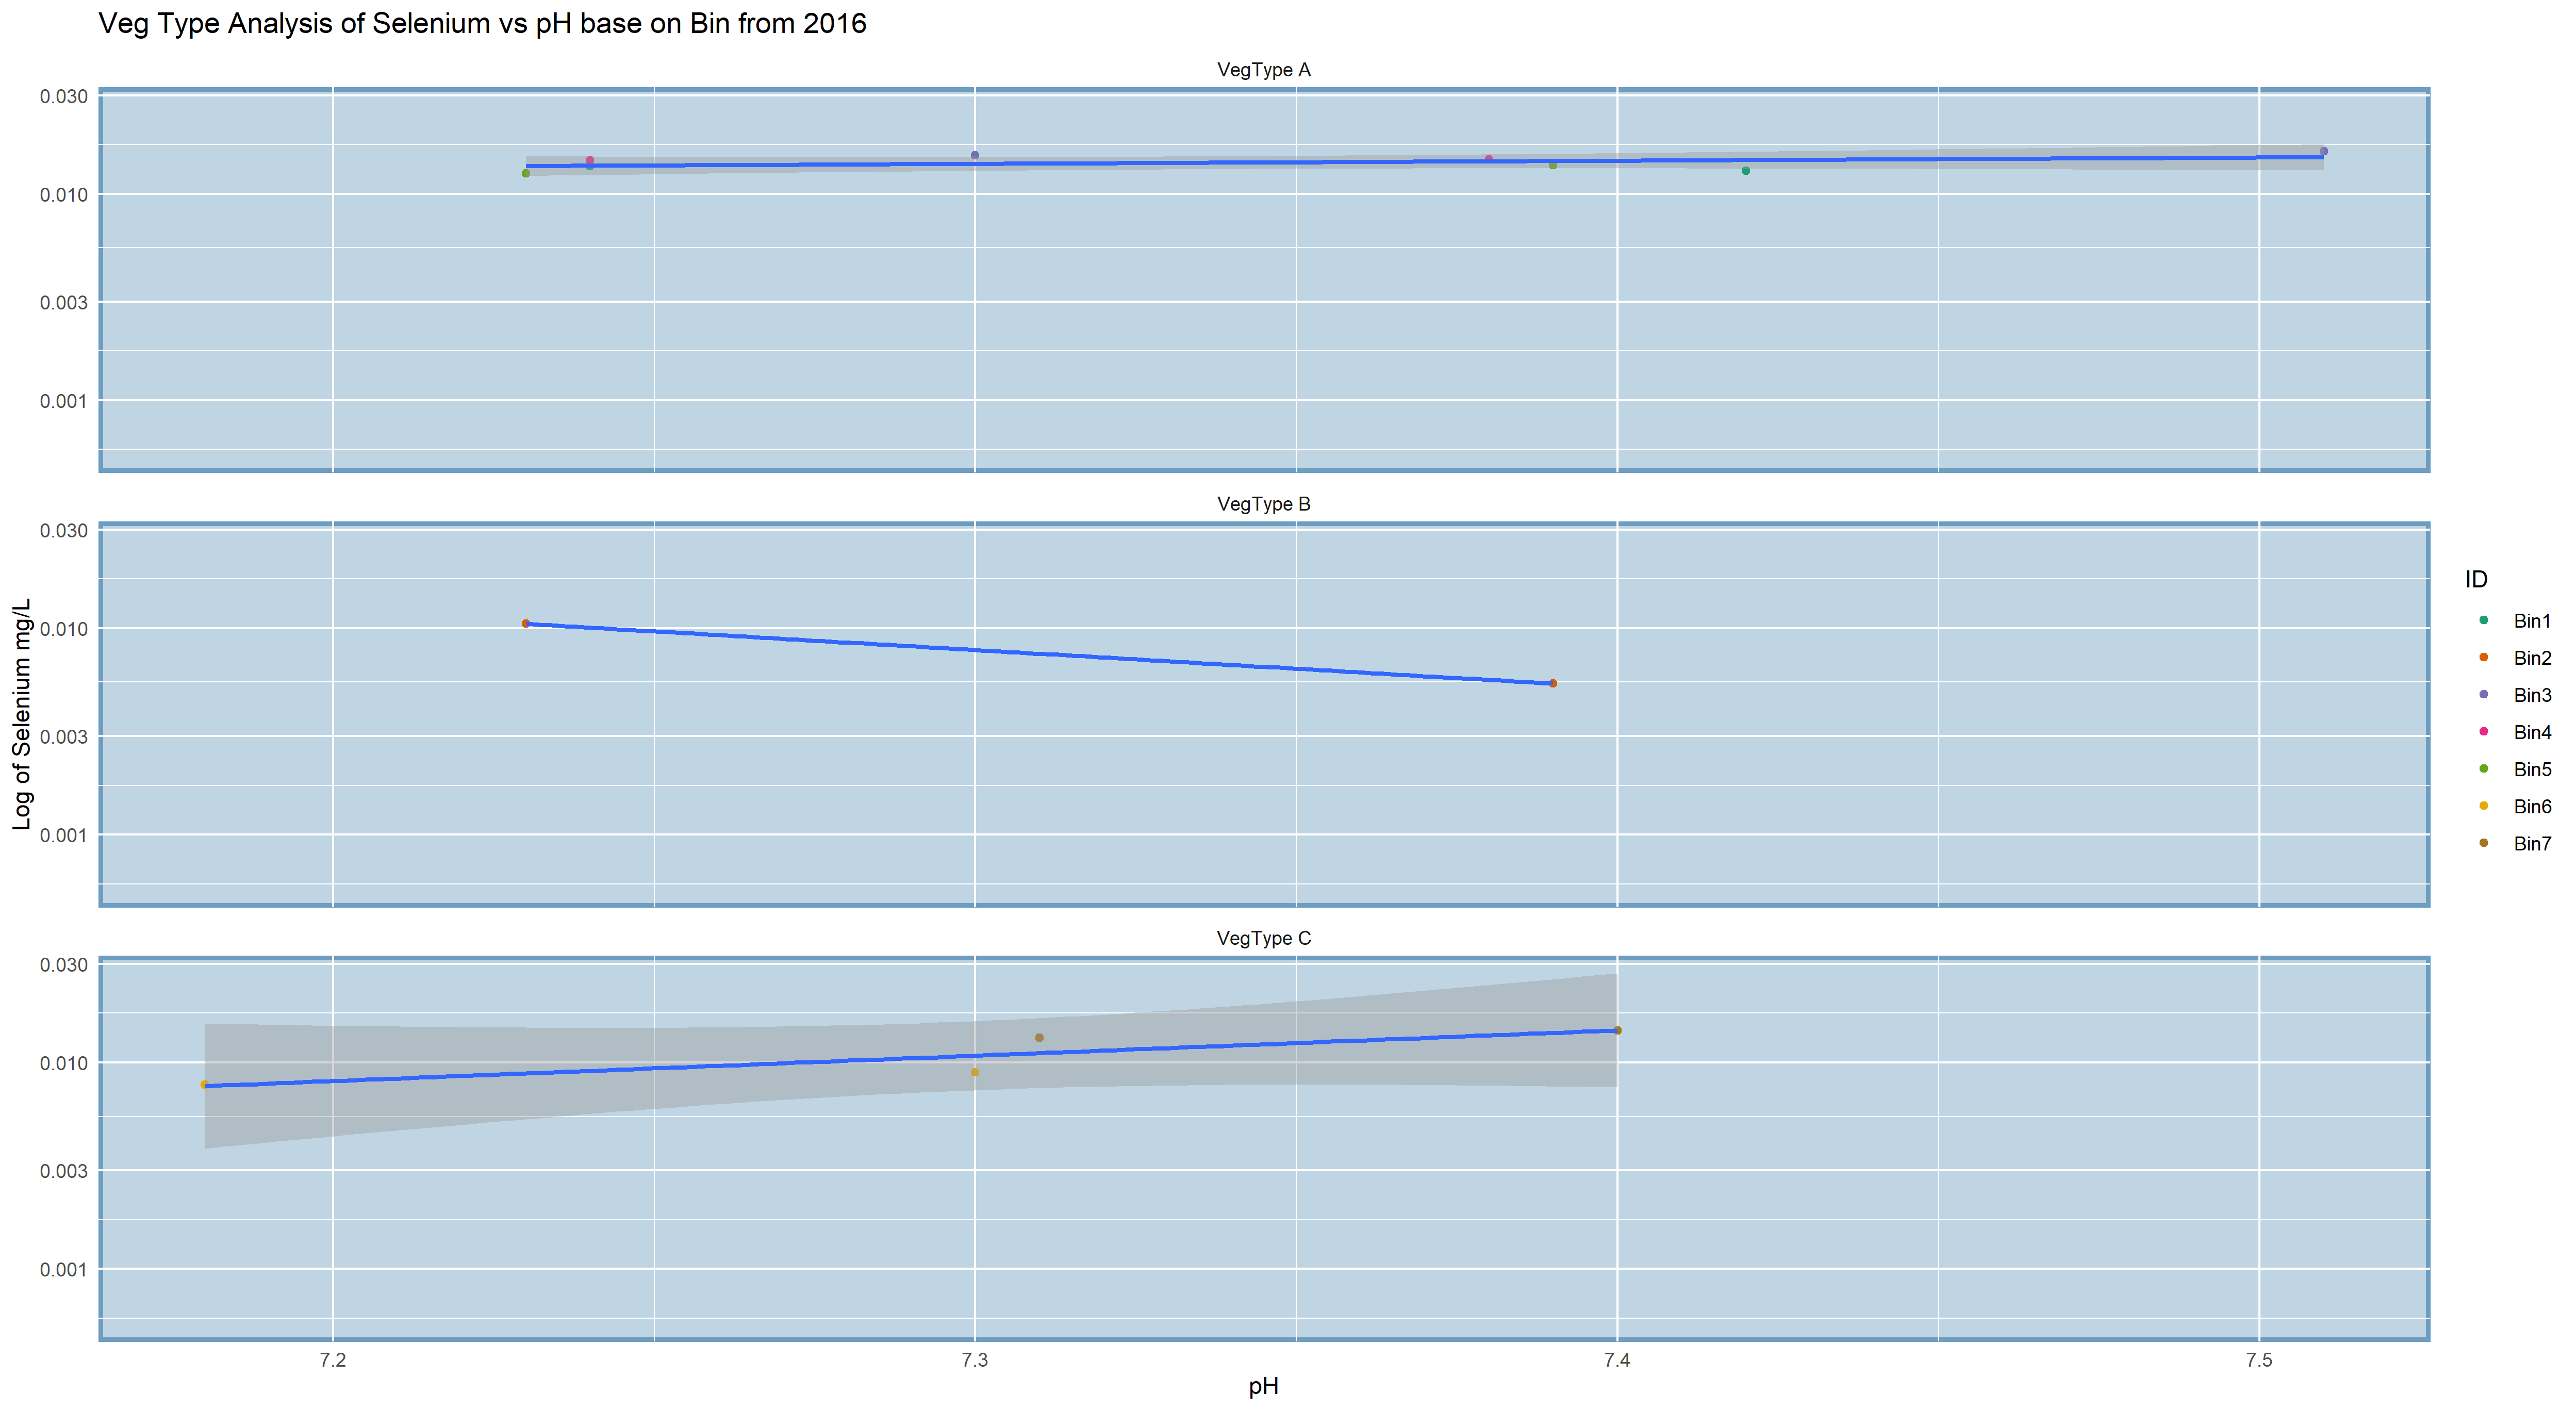 Veg Type Analysis of Selenium vs pH base on Bin from 2016
VegType A
0.030
0.010
0.003
0.001
VegType B
0.030
0.010
0.003
0.001
VegType C
0.030
0.010
0.003
0.001
7.2
7.3
7.4
7.5
pH
Log of Selenium mg/L
ID
Bin1
Bin2
Bin3
Bin4
Bin5
Bin6
Bin7